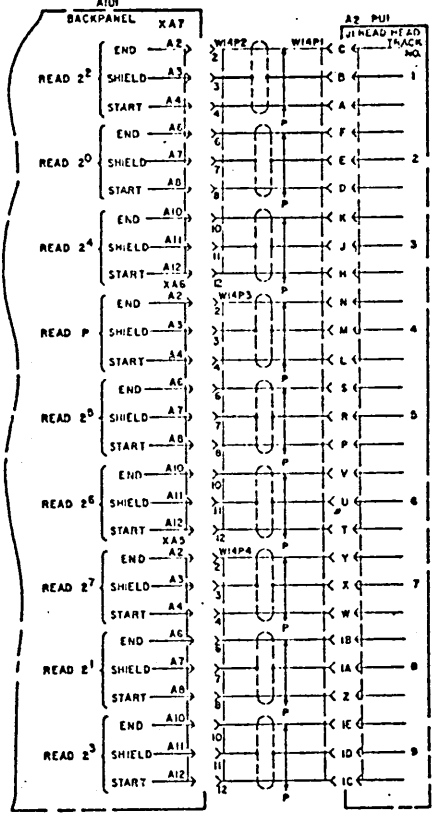 A101
BACKPANEL XA7 A2 PU1
J1 READ HEAD TRACK NO.
END A2 W14P2 2 W14P1 C
READ 2² SHIELD A3 3 B 1
START A4 4 A
P
END A6 6 F
READ 2⁰ SHIELD A7 7 E 2
START A8 8 D
P
END A10 10 K
READ 2⁴ SHIELD A11 11 J 3
START A12 12 H
XA6 P
END A2 W14P3 2 N
READ P SHIELD A3 3 M 4
START A4 4 L
P
END A6 6 S
READ 2⁵ SHIELD A7 7 R 5
START A8 8 P
P
END A10 10 V
READ 2⁶ SHIELD A11 11 U 6
START A12 12 T
XA5 P
END A2 W14P4 2 Y
READ 2⁷ SHIELD A3 3 X 7
START A4 4 W
P
END A6 6 1B
READ 2¹ SHIELD A7 7 1A 8
START A8 8 Z
P
END A10 10 1E
READ 2³ SHIELD A11 11 1D 9
START A12 12 1C
P